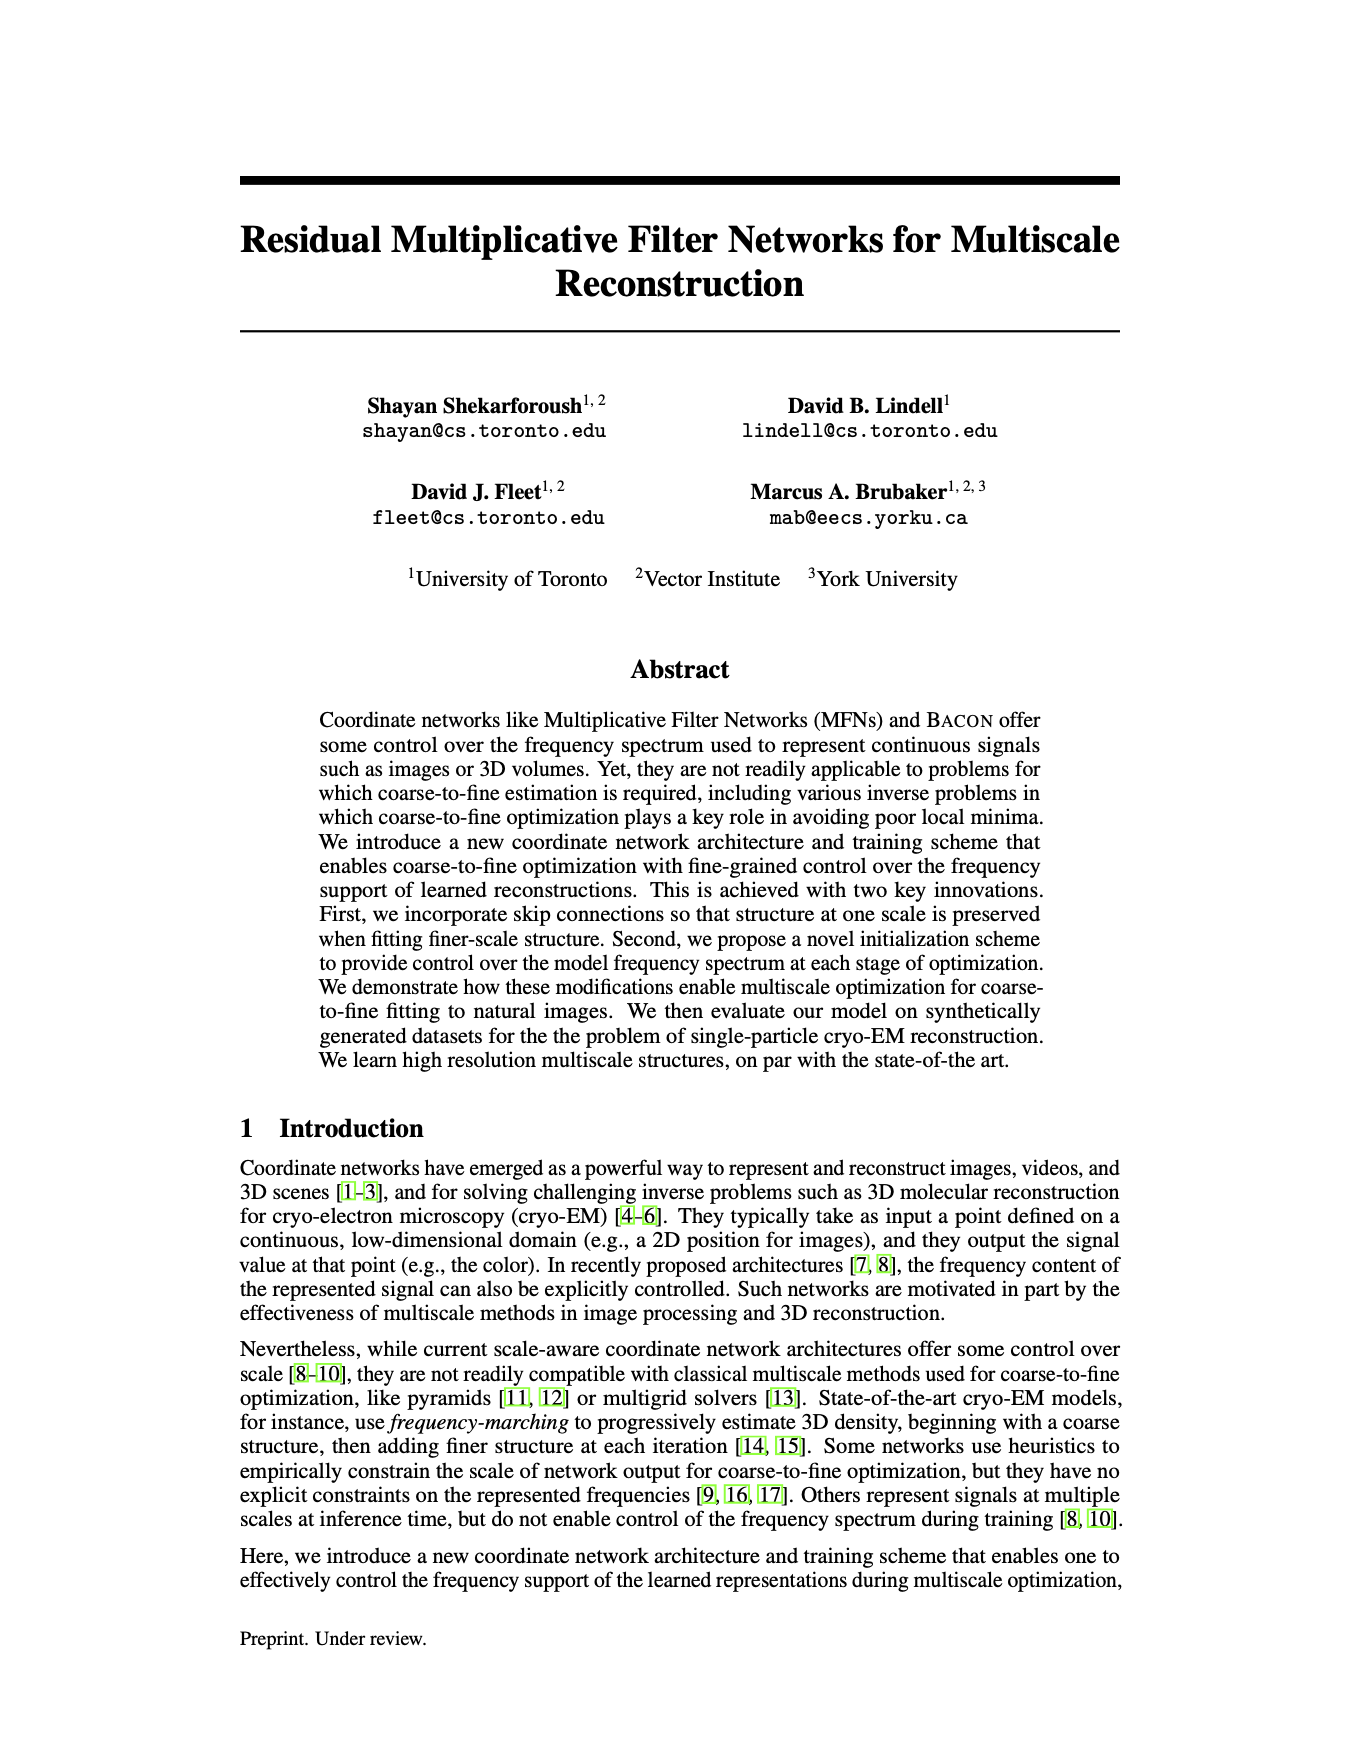 Residual Multiplicative Filter Networks for Multiscale
Reconstruction
Shayan Shekarforoush1, 2
shayan@cs.toronto.edu
David B. Lindell1
lindell@cs.toronto.edu
David J. Fleet1, 2
fleet@cs.toronto.edu
Marcus A. Brubaker1, 2, 3
mab@eecs.yorku.ca
1University of Toronto 2Vector Institute 3York University
Abstract
Coordinate networks like Multiplicative Filter Networks (MFNs) and BACON offer
some control over the frequency spectrum used to represent continuous signals
such as images or 3D volumes. Yet, they are not readily applicable to problems for
which coarse-to-fine estimation is required, including various inverse problems in
which coarse-to-fine optimization plays a key role in avoiding poor local minima.
We introduce a new coordinate network architecture and training scheme that
enables coarse-to-fine optimization with fine-grained control over the frequency
support of learned reconstructions. This is achieved with two key innovations.
First, we incorporate skip connections so that structure at one scale is preserved
when fitting finer-scale structure. Second, we propose a novel initialization scheme
to provide control over the model frequency spectrum at each stage of optimization.
We demonstrate how these modifications enable multiscale optimization for coarse-
to-fine fitting to natural images. We then evaluate our model on synthetically
generated datasets for the the problem of single-particle cryo-EM reconstruction.
We learn high resolution multiscale structures, on par with the state-of-the art.
1 Introduction
Coordinate networks have emerged as a powerful way to represent and reconstruct images, videos, and
3D scenes [1–3], and for solving challenging inverse problems such as 3D molecular reconstruction
for cryo-electron microscopy (cryo-EM) [4–6]. They typically take as input a point defined on a
continuous, low-dimensional domain (e.g., a 2D position for images), and they output the signal
value at that point (e.g., the color). In recently proposed architectures [7, 8], the frequency content of
the represented signal can also be explicitly controlled. Such networks are motivated in part by the
effectiveness of multiscale methods in image processing and 3D reconstruction.
Nevertheless, while current scale-aware coordinate network architectures offer some control over
scale [8–10], they are not readily compatible with classical multiscale methods used for coarse-to-fine
optimization, like pyramids [11, 12] or multigrid solvers [13]. State-of-the-art cryo-EM models,
for instance, use frequency-marching to progressively estimate 3D density, beginning with a coarse
structure, then adding finer structure at each iteration [14, 15]. Some networks use heuristics to
empirically constrain the scale of network output for coarse-to-fine optimization, but they have no
explicit constraints on the represented frequencies [9, 16, 17]. Others represent signals at multiple
scales at inference time, but do not enable control of the frequency spectrum during training [8, 10].
Here, we introduce a new coordinate network architecture and training scheme that enables one to
effectively control the frequency support of the learned representations during multiscale optimization,
Preprint. Under review.